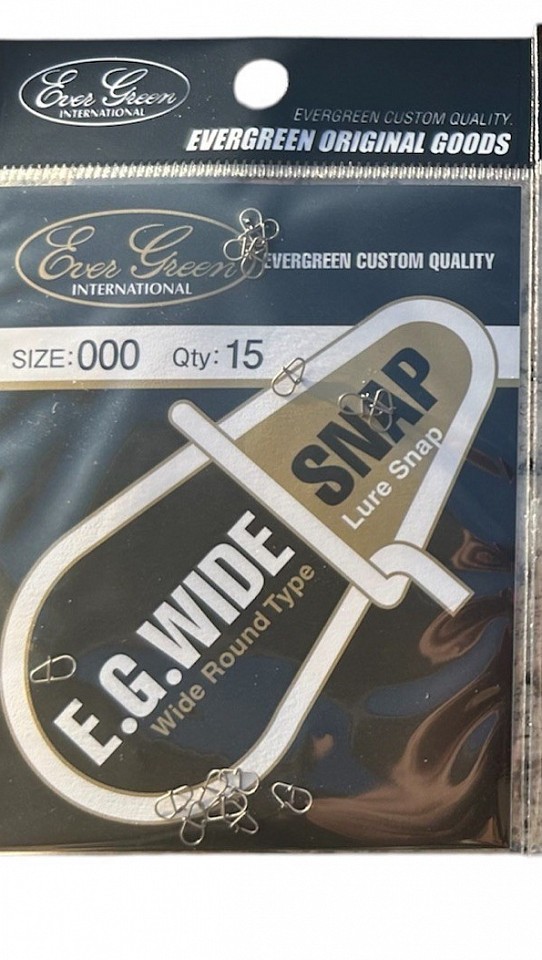 Ever Green
INTERNATIONAL
EVERGREEN CUSTOM QUALITY.
EVERGREEN ORIGINAL GOODS
Ever Green
INTERNATIONAL
EVERGREEN CUSTOM QUALITY
SIZE:000 Qty:15
SNAP
Lure Snap
E.G.WIDE
Wide Round Type